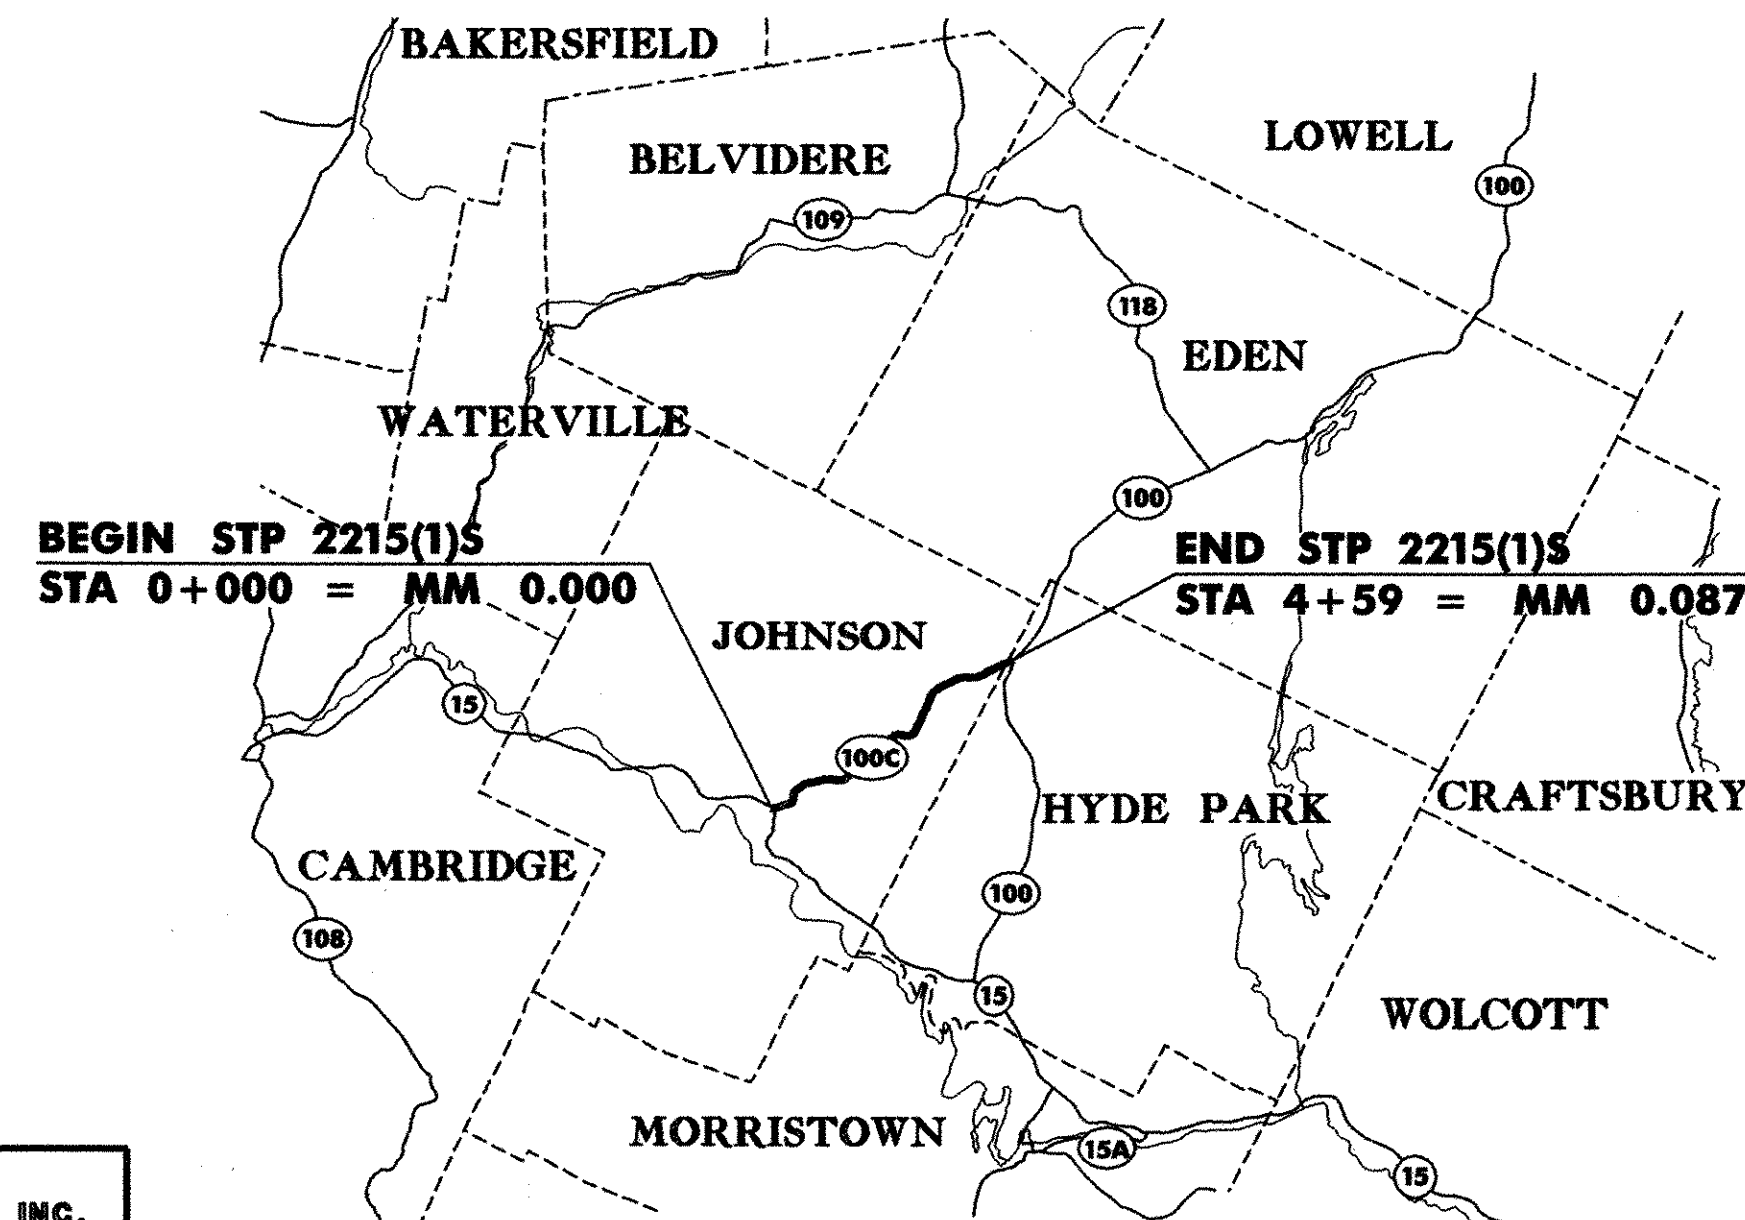 BAKERSFIELD
LOWELL
BELVIDERE
100
109
118
EDEN
WATERVILLE
100
BEGIN STP 2215(1)S
STA 0+000 = MM 0.000
END STP 2215(1)S
STA 4+59 = MM 0.087
JOHNSON
15
100C
HYDE PARK
CRAFTSBURY
CAMBRIDGE
100
108
15
WOLCOTT
MORRISTOWN
15A
15
INC.